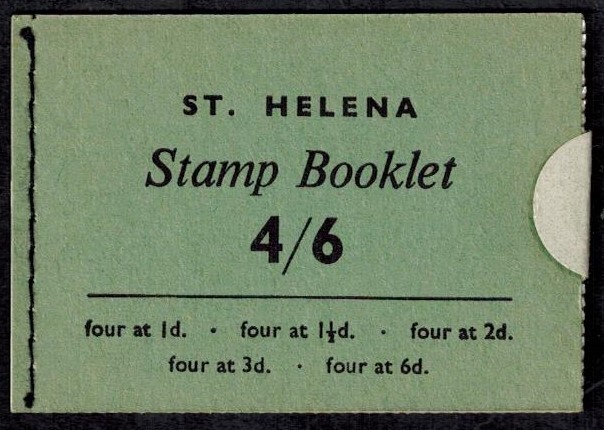 ST. HELENA
Stamp Booklet
4/6
four at 1d. · four at 1½d. · four at 2d.
four at 3d. · four at 6d.